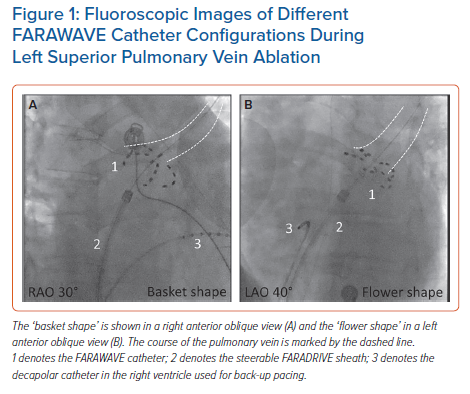 Figure 1: Fluoroscopic Images of Different
FARAWAVE Catheter Configurations During
Left Superior Pulmonary Vein Ablation
A
B
1
1
2
3
3
2
RAO 30°
Basket shape
LAO 40°
Flower shape
The ‘basket shape’ is shown in a right anterior oblique view (A) and the ‘flower shape’ in a left
anterior oblique view (B). The course of the pulmonary vein is marked by the dashed line.
1 denotes the FARAWAVE catheter; 2 denotes the steerable FARADRIVE sheath; 3 denotes the
decapolar catheter in the right ventricle used for back-up pacing.